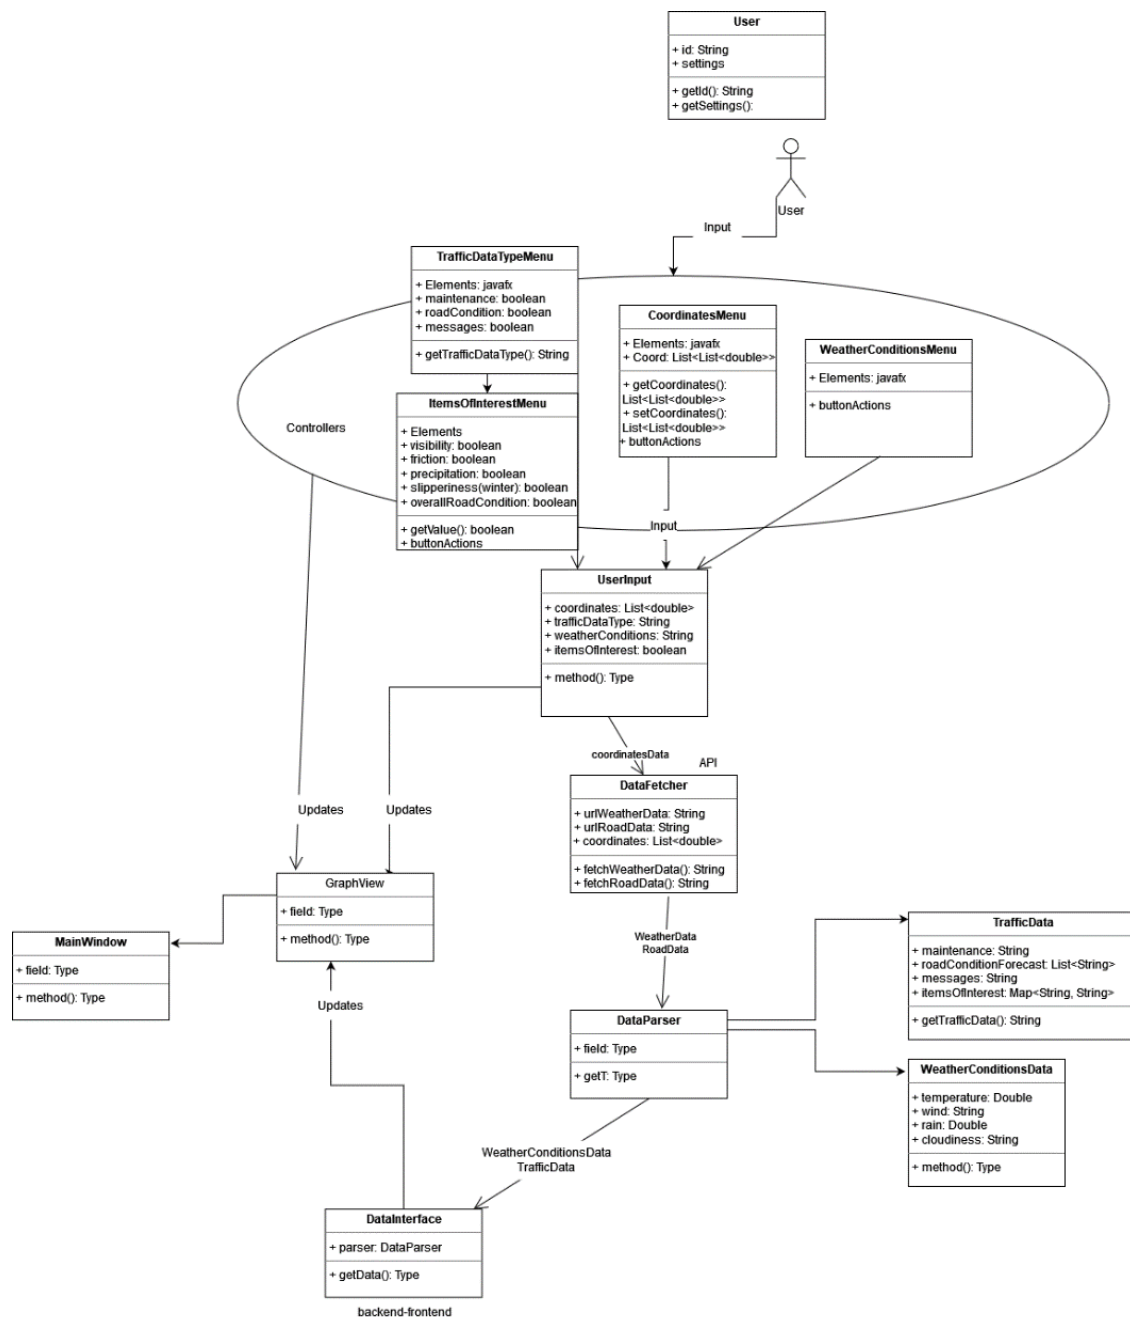 User
+ id: String
+ settings
+ getId(): String
+ getSettings():
User
Input
TrafficDataTypeMenu
+ Elements: javafx
+ maintenance: boolean
+ roadCondition: boolean
+ messages: boolean
+ getTrafficDataType(): String
CoordinatesMenu
+ Elements: javafx
+ Coord: List<List<double>>
+ getCoordinates():
List<List<double>>
+ setCoordinates():
List<List<double>>
+ buttonActions
WeatherConditionsMenu
+ Elements: javafx
+ buttonActions
Controllers
ItemsOfInterestMenu
+ Elements
+ visibility: boolean
+ friction: boolean
+ precipitation: boolean
+ slipperiness(winter): boolean
+ overallRoadCondition: boolean
+ getValue(): boolean
+ buttonActions
Input
UserInput
+ coordinates: List<double>
+ trafficDataType: String
+ weatherConditions: String
+ itemsOfInterest: boolean
+ method(): Type
coordinatesData
API
DataFetcher
+ urlWeatherData: String
+ urlRoadData: String
+ coordinates: List<double>
+ fetchWeatherData(): String
+ fetchRoadData(): String
Updates
Updates
GraphView
+ field: Type
+ method(): Type
MainWindow
+ field: Type
+ method(): Type
Updates
WeatherData
RoadData
DataParser
+ field: Type
+ getT: Type
TrafficData
+ maintenance: String
+ roadConditionForecast: List<String>
+ messages: String
+ itemsOfInterest: Map<String, String>
+ getTrafficData(): String
WeatherConditionsData
+ temperature: Double
+ wind: String
+ rain: Double
+ cloudiness: String
+ method(): Type
WeatherConditionsData
TrafficData
DataInterface
+ parser: DataParser
+ getData(): Type
backend-frontend